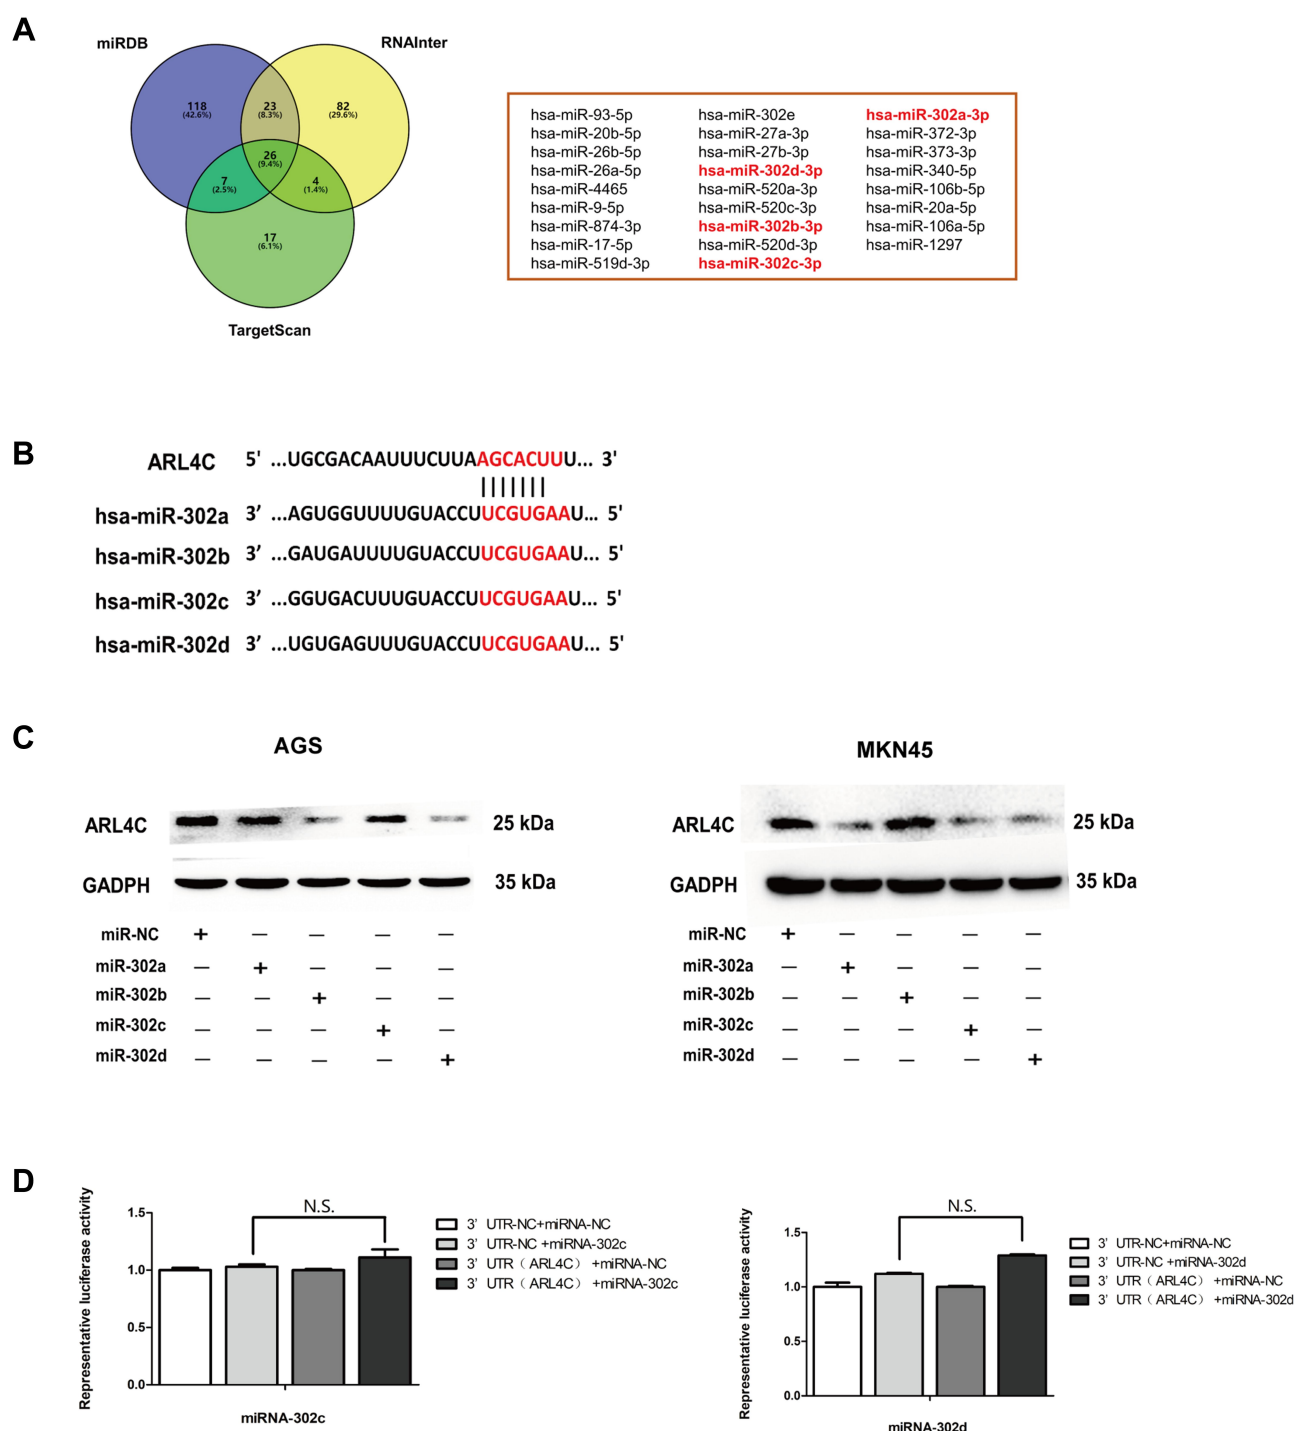 A
miRDB
RNAInter
118
(42.6%)
23
(8.3%)
82
(29.6%)
26
(9.4%)
7
(2.5%)
4
(1.4%)
17
(6.1%)
TargetScan
hsa-miR-93-5p hsa-miR-302e hsa-miR-302a-3p
hsa-miR-20b-5p hsa-miR-27a-3p hsa-miR-372-3p
hsa-miR-26b-5p hsa-miR-27b-3p hsa-miR-373-3p
hsa-miR-26a-5p hsa-miR-302d-3p hsa-miR-340-5p
hsa-miR-4465 hsa-miR-520a-3p hsa-miR-106b-5p
hsa-miR-9-5p hsa-miR-520c-3p hsa-miR-20a-5p
hsa-miR-874-3p hsa-miR-302b-3p hsa-miR-106a-5p
hsa-miR-17-5p hsa-miR-520d-3p hsa-miR-1297
hsa-miR-519d-3p hsa-miR-302c-3p
B
ARL4C 5' ...UGCGACAAUUUCUUAAGCACUUU... 3'
hsa-miR-302a 3’ ...AGUGGUUUUGUACCUUCGUGAAU... 5'
hsa-miR-302b 3’ ...GAUGAUUUUGUACCUUCGUGAAU... 5'
hsa-miR-302c 3’ ...GGUGACUUUGUACCUUCGUGAAU... 5'
hsa-miR-302d 3’ ...UGUGAGUUUGUACCUUCGUGAAU... 5'
C
AGS
ARL4C 25 kDa
GADPH 35 kDa
miR-NC + — — — —
miR-302a — + — — —
miR-302b — — + — —
miR-302c — — — + —
miR-302d — — — — +
MKN45
ARL4C 25 kDa
GADPH 35 kDa
miR-NC + — — — —
miR-302a — + — — —
miR-302b — — + — —
miR-302c — — — + —
miR-302d — — — — +
D
Representative luciferase activity
1.5
1.0
0.5
0.0
N.S.
miRNA-302c
3’ UTR-NC+miRNA-NC
3’ UTR-NC +miRNA-302c
3’ UTR（ARL4C） +miRNA-NC
3’ UTR（ARL4C） +miRNA-302c
Representative luciferase activity
1.5
1.0
0.5
0.0
N.S.
miRNA-302d
3’ UTR-NC+miRNA-NC
3’ UTR-NC +miRNA-302d
3’ UTR（ARL4C） +miRNA-NC
3’ UTR（ARL4C） +miRNA-302d